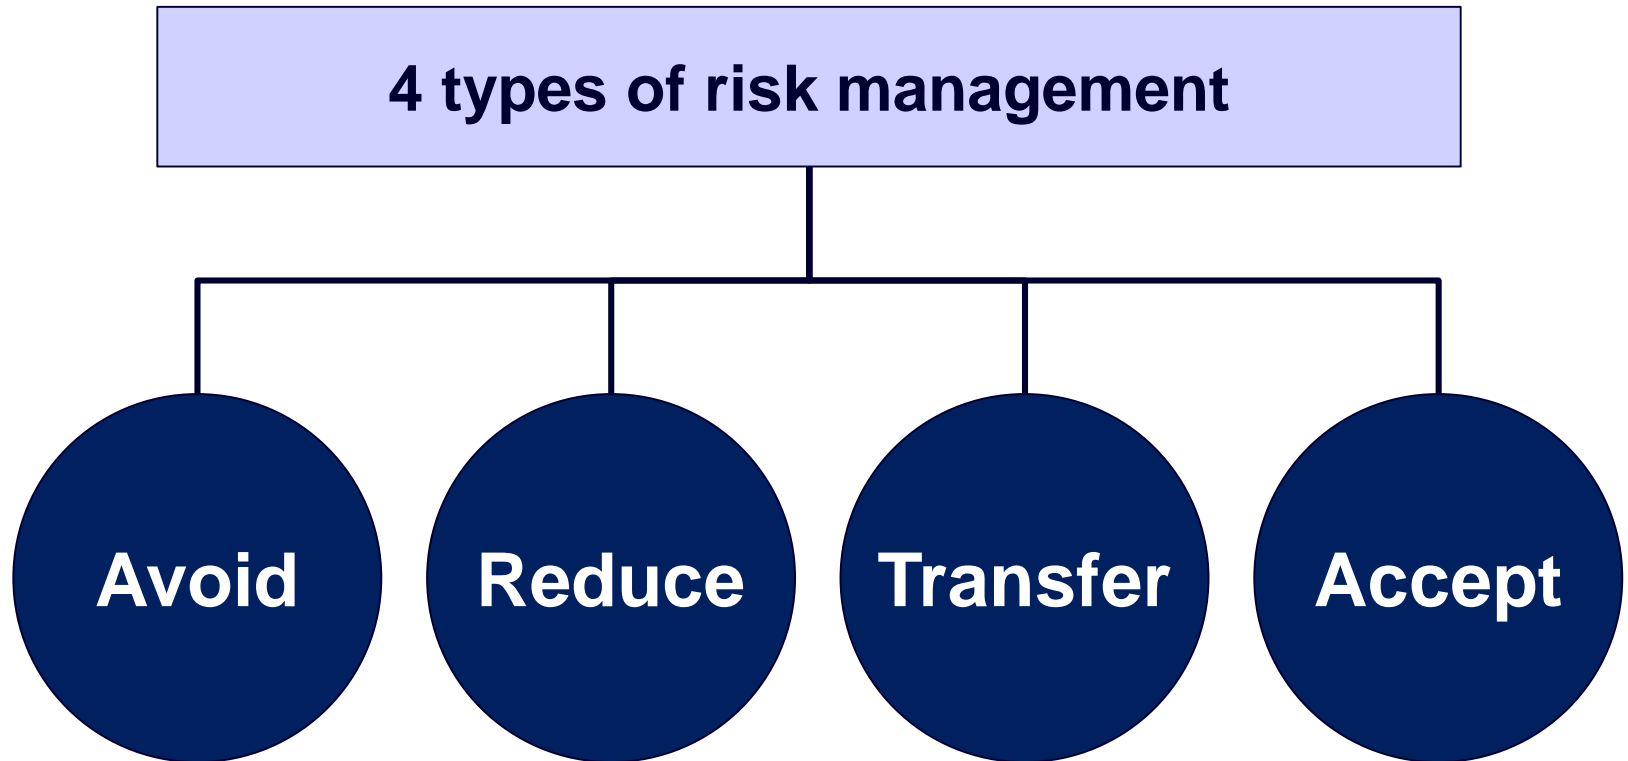 4 types of risk management
Avoid
Reduce
Transfer
Accept